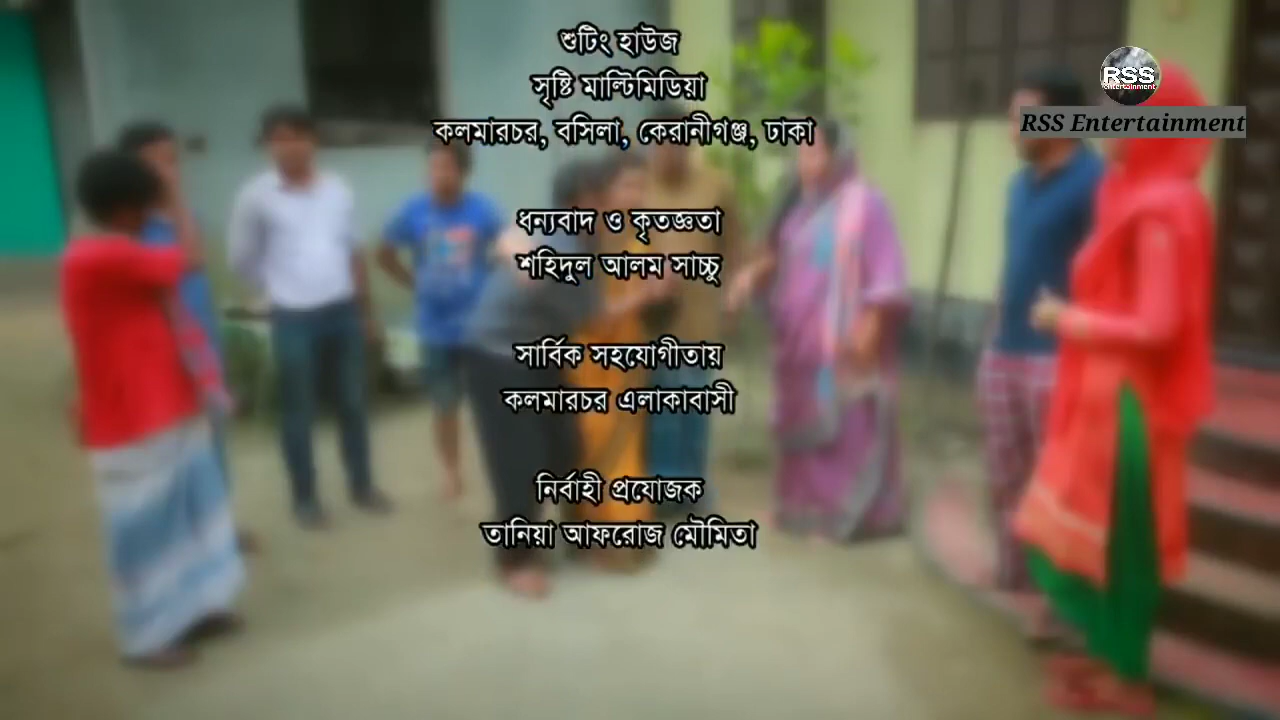 শুটিং হাউজ
সৃষ্টি মাল্টিমিডিয়া
কলমারচর, বসিলা, কেরানীগঞ্জ, ঢাকা
RSS
entertainment
RSS Entertainment
ধন্যবাদ ও কৃতজ্ঞতা
শহিদুল আলম সাচ্চু
সার্বিক সহযোগীতায়
কলমারচর এলাকাবাসী
নির্বাহী প্রযোজক
তানিয়া আফরোজ মৌমিতা